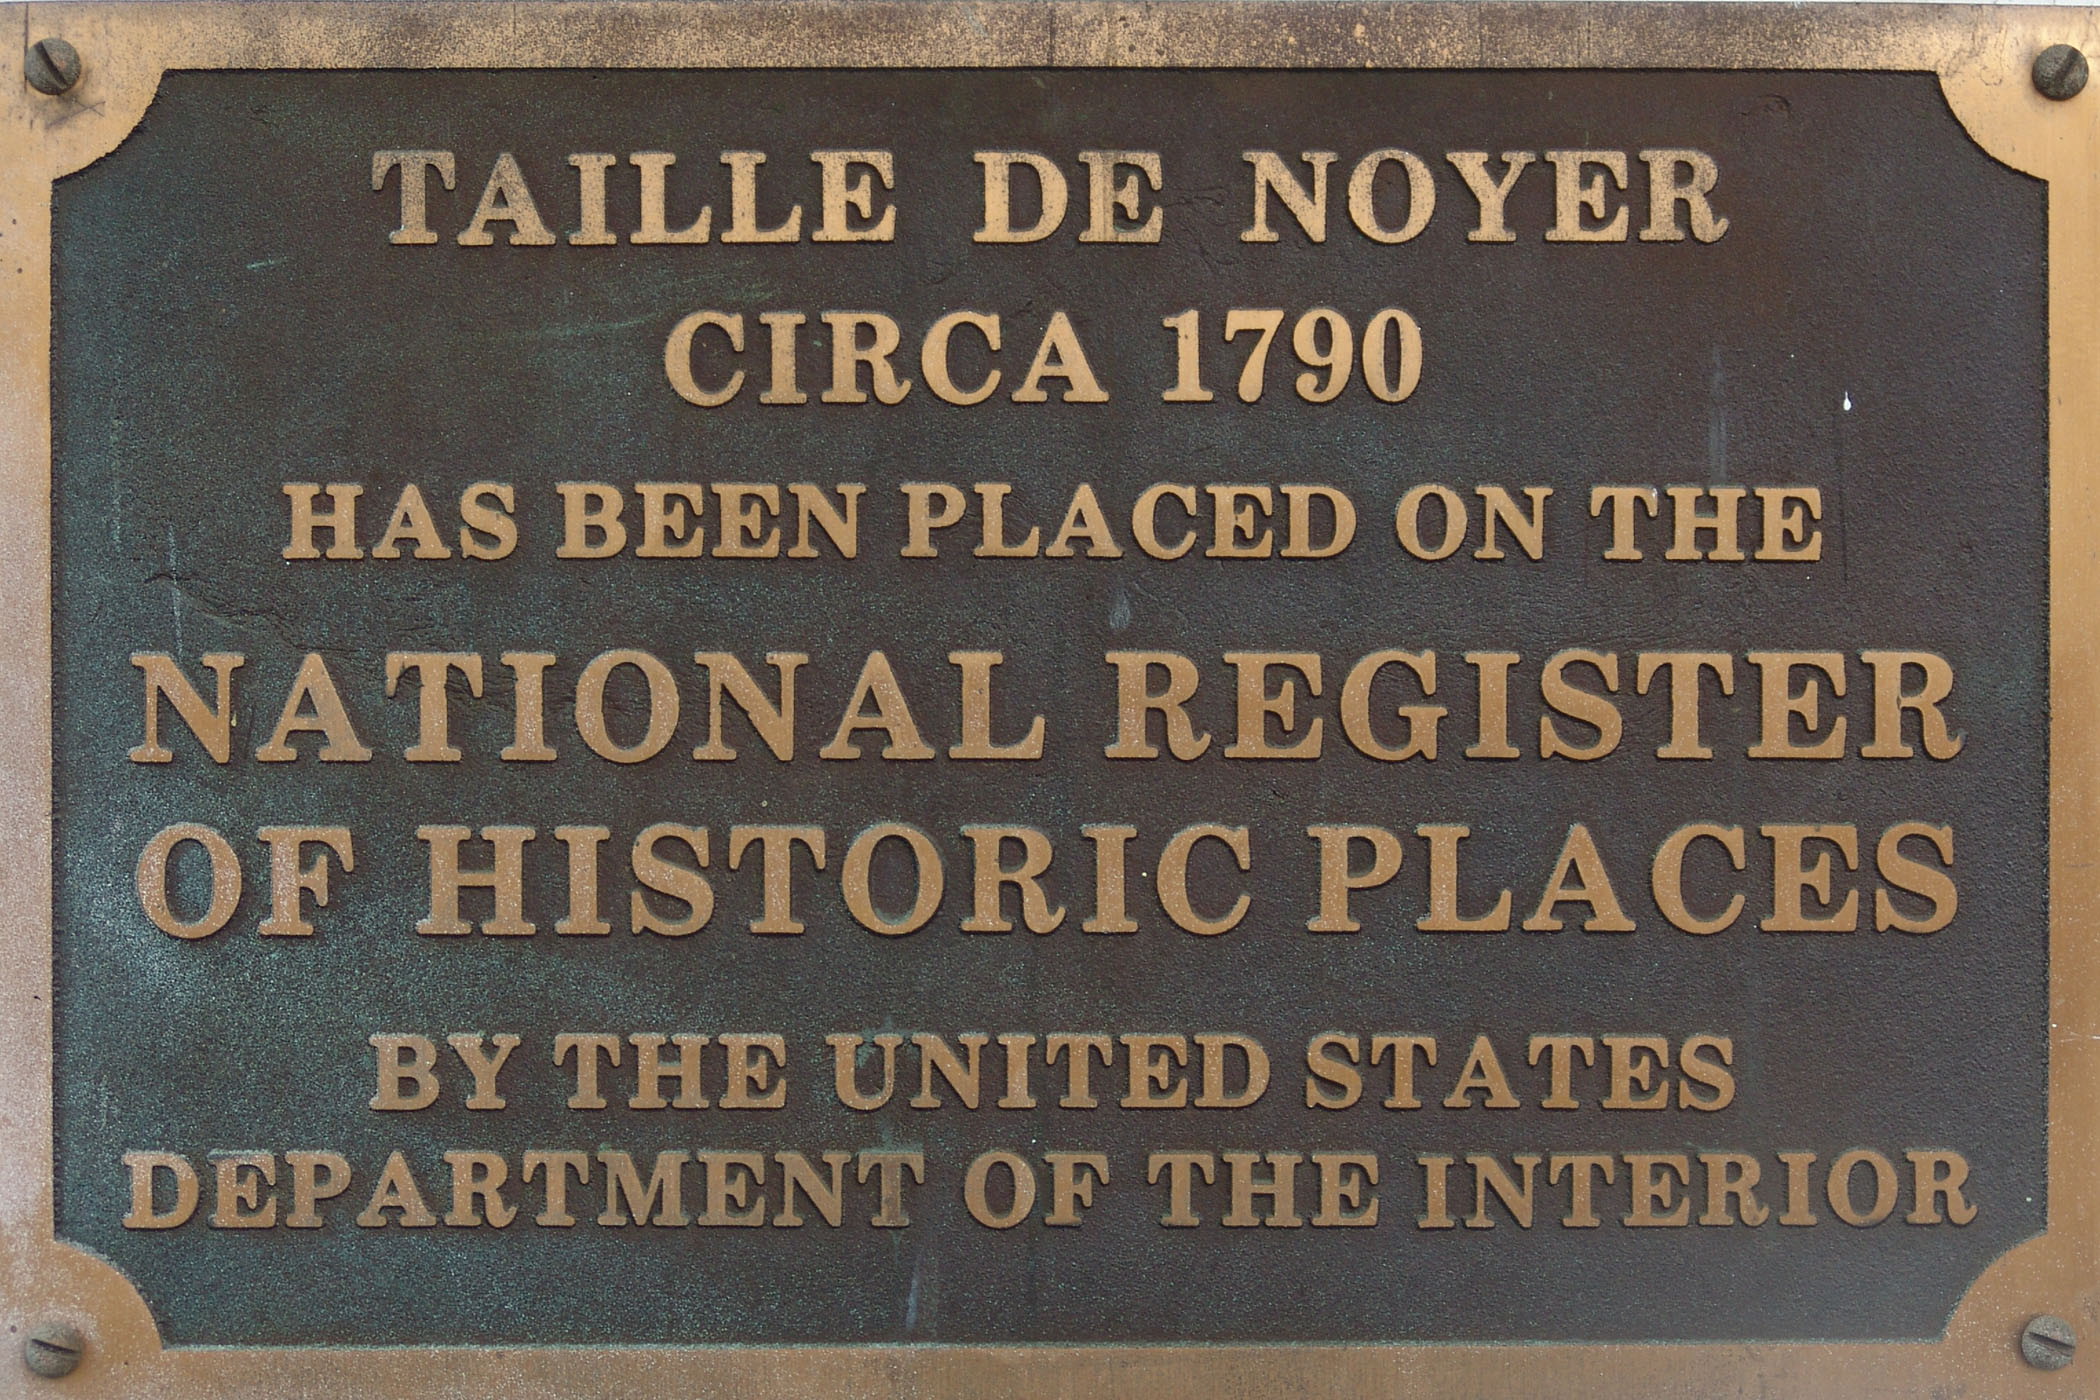 TAILLE DE NOYER
CIRCA 1790
HAS BEEN PLACED ON THE
NATIONAL REGISTER
OF HISTORIC PLACES
BY THE UNITED STATES
DEPARTMENT OF THE INTERIOR